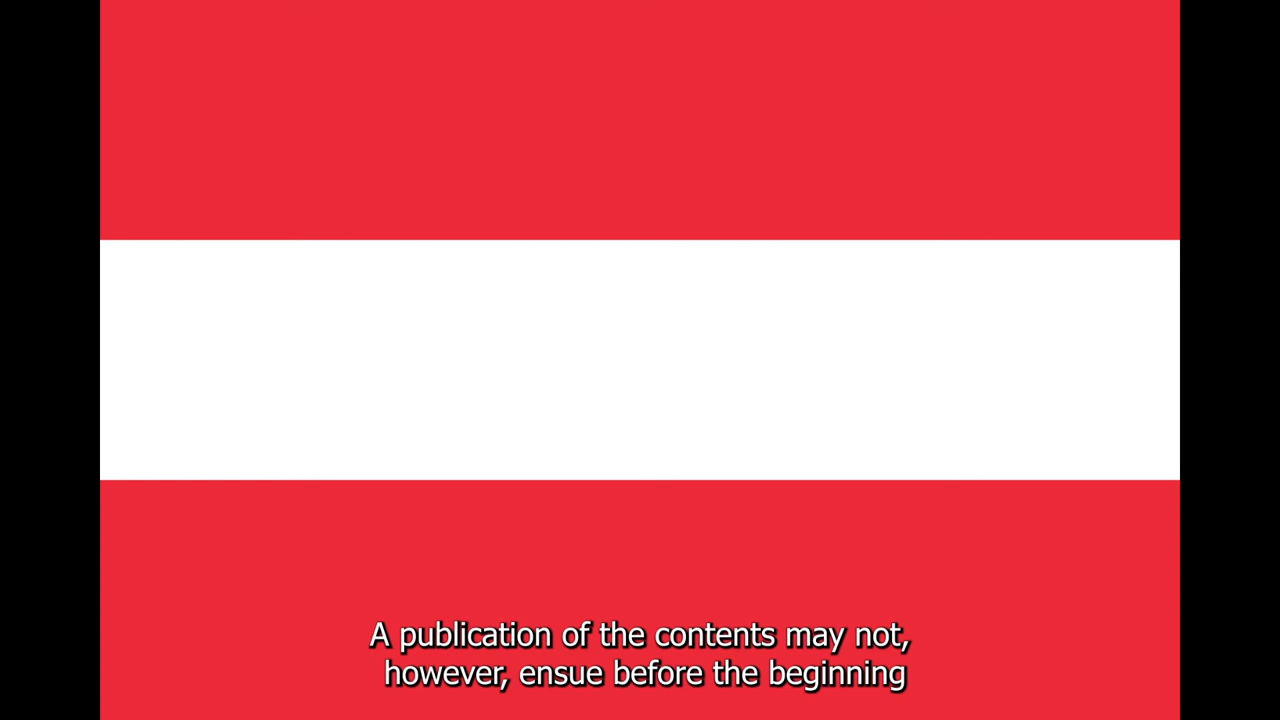 A publication of the contents may not,
however, ensue before the beginning